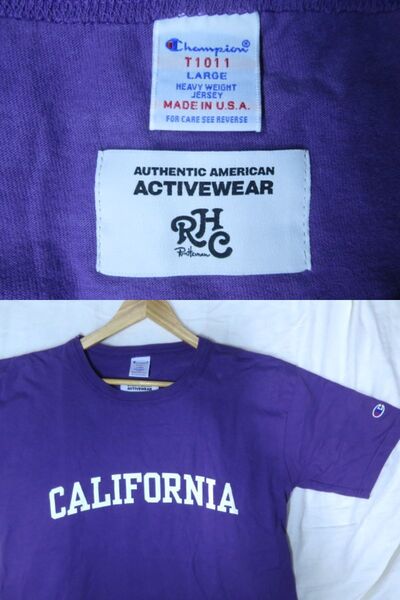 Champion
T1011
LARGE
HEAVY WEIGHT
JERSEY
MADE IN U.S.A.
FOR CARE SEE REVERSE
AUTHENTIC AMERICAN
ACTIVEWEAR
RHC
Ron Herman
ACTIVEWEAR
CALIFORNIA